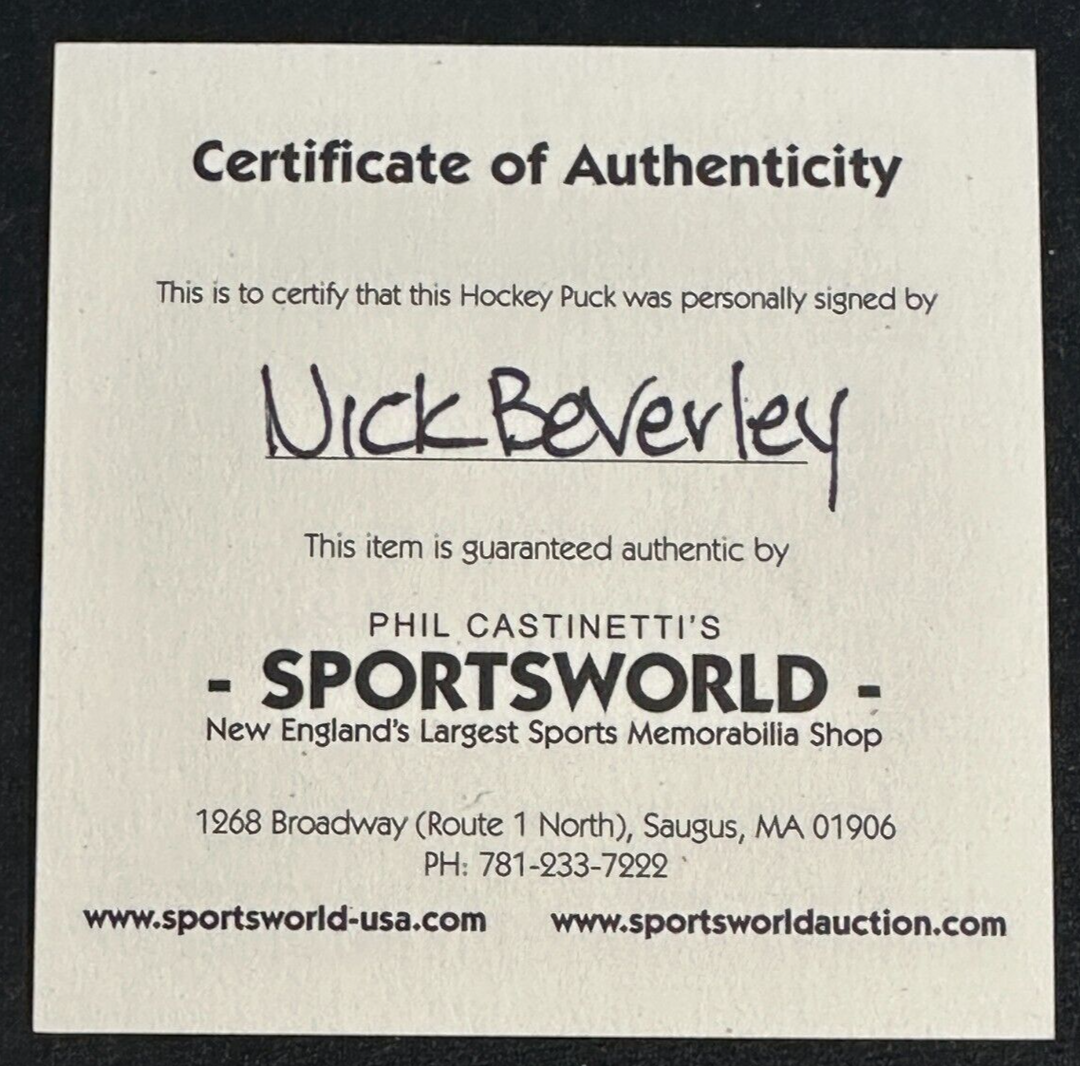 Certificate of Authenticity
This is to certify that this Hockey Puck was personally signed by
Nick Beverley
This item is guaranteed authentic by
PHIL CASTINETTI'S
- SPORTSWORLD -
New England's Largest Sports Memorabilia Shop
1268 Broadway (Route 1 North), Saugus, MA 01906
PH: 781-233-7222
www.sportsworld-usa.com www.sportsworldauction.com